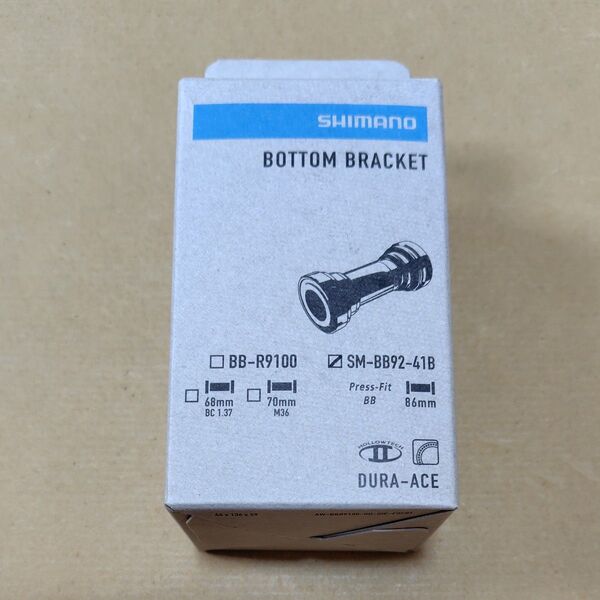 SHIMANO
BOTTOM BRACKET
BB-R9100 SM-BB92-41B
68mm 70mm Press-Fit 86mm
BC 1.37 M36 BB
HOLLOWTECH
II
DURA-ACE